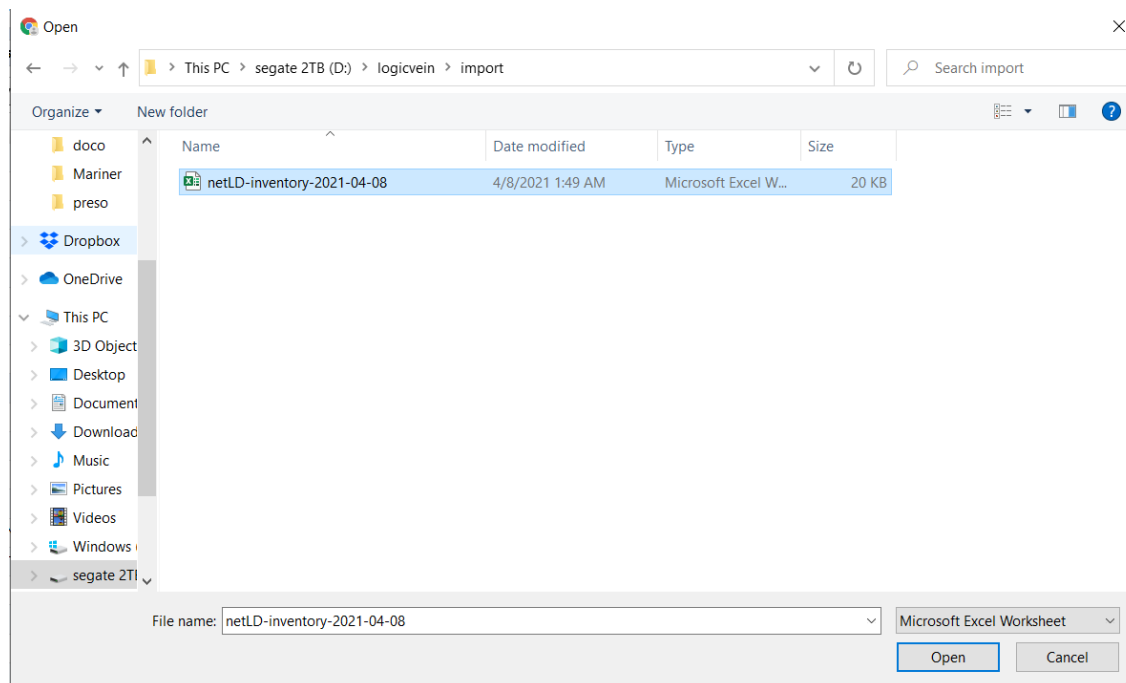 Open
This PC > segate 2TB (D:) > logicvein > import
Search import
Organize
New folder
doco
Mariner
preso
Dropbox
OneDrive
This PC
3D Object
Desktop
Document
Download
Music
Pictures
Videos
Windows
segate 2T
Name Date modified Type Size
netLD-inventory-2021-04-08 4/8/2021 1:49 AM Microsoft Excel W... 20 KB
File name: netLD-inventory-2021-04-08 Microsoft Excel Worksheet
Open Cancel